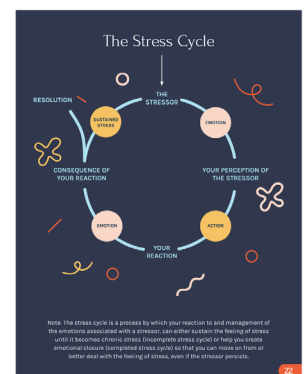 The Stress Cycle
THE
STRESSOR
EMOTION
YOUR PERCEPTION OF
THE STRESSOR
ACTION
YOUR
REACTION
EMOTION
CONSEQUENCE OF
YOUR REACTION
SUSTAINED
STRESS
RESOLUTION
Note: The stress cycle is a process by which your reaction to and management of
the emotions associated with a stressor, can either sustain the feeling of stress
until it becomes chronic stress (incomplete stress cycle) or help you create
emotional closure (completed stress cycle) so that you can move on from or
better deal with the feeling of stress, even if the stressor persists.
22